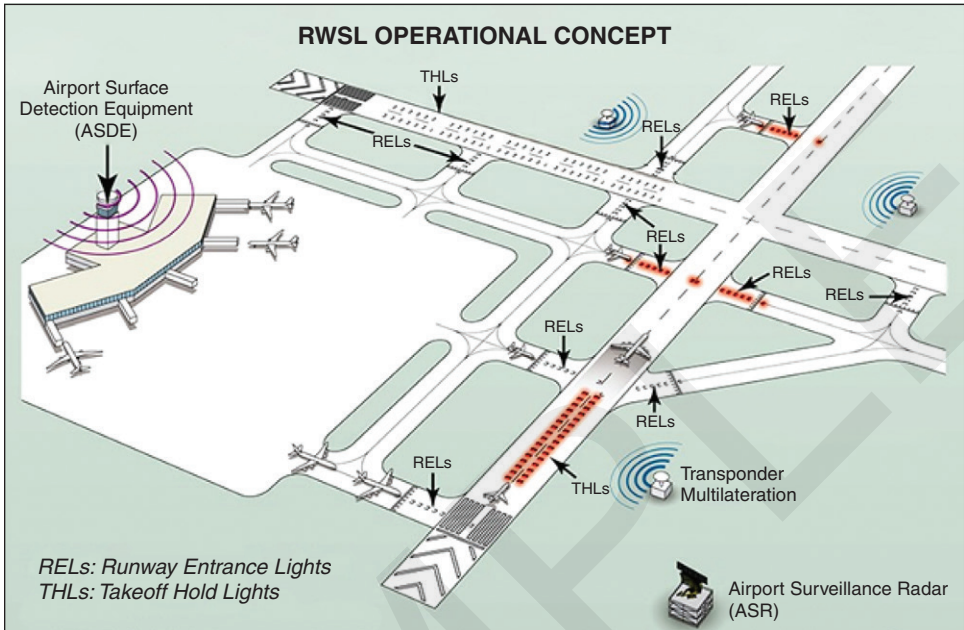 RWSL OPERATIONAL CONCEPT
Airport Surface
Detection Equipment
(ASDE)
THLs
RELs
RELs
RELs
RELs
RELs
RELs
RELs
RELs
RELs
THLs
Transponder
Multilateration
RELs: Runway Entrance Lights
THLs: Takeoff Hold Lights
Airport Surveillance Radar
(ASR)